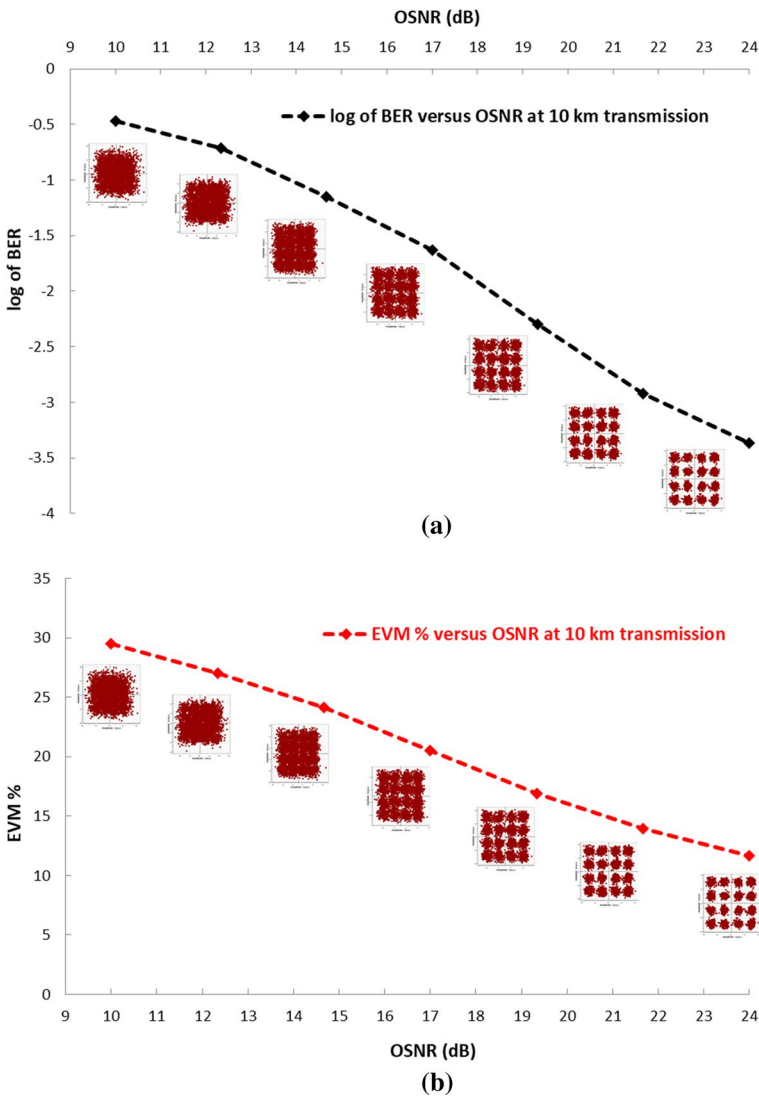 OSNR (dB)
9 10 11 12 13 14 15 16 17 18 19 20 21 22 23 24
0
-0.5
-1
-1.5
-2
-2.5
-3
-3.5
-4
log of BER
log of BER versus OSNR at 10 km transmission
(a)
35
30
25
20
15
10
5
0
EVM %
EVM % versus OSNR at 10 km transmission
9 10 11 12 13 14 15 16 17 18 19 20 21 22 23 24
OSNR (dB)
(b)